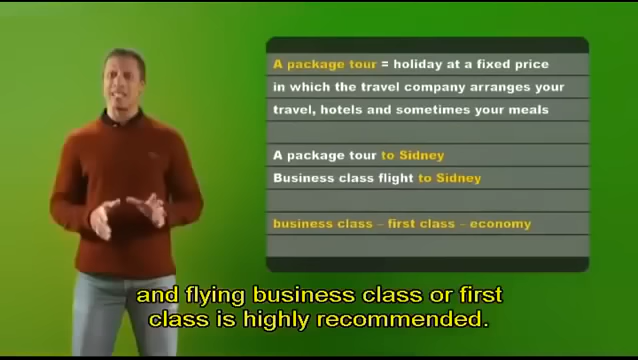 A package tour = holiday at a fixed price
in which the travel company arranges your
travel, hotels and sometimes your meals
A package tour to Sidney
Business class flight to Sidney
business class – first class – economy
and flying business class or first
class is highly recommended.